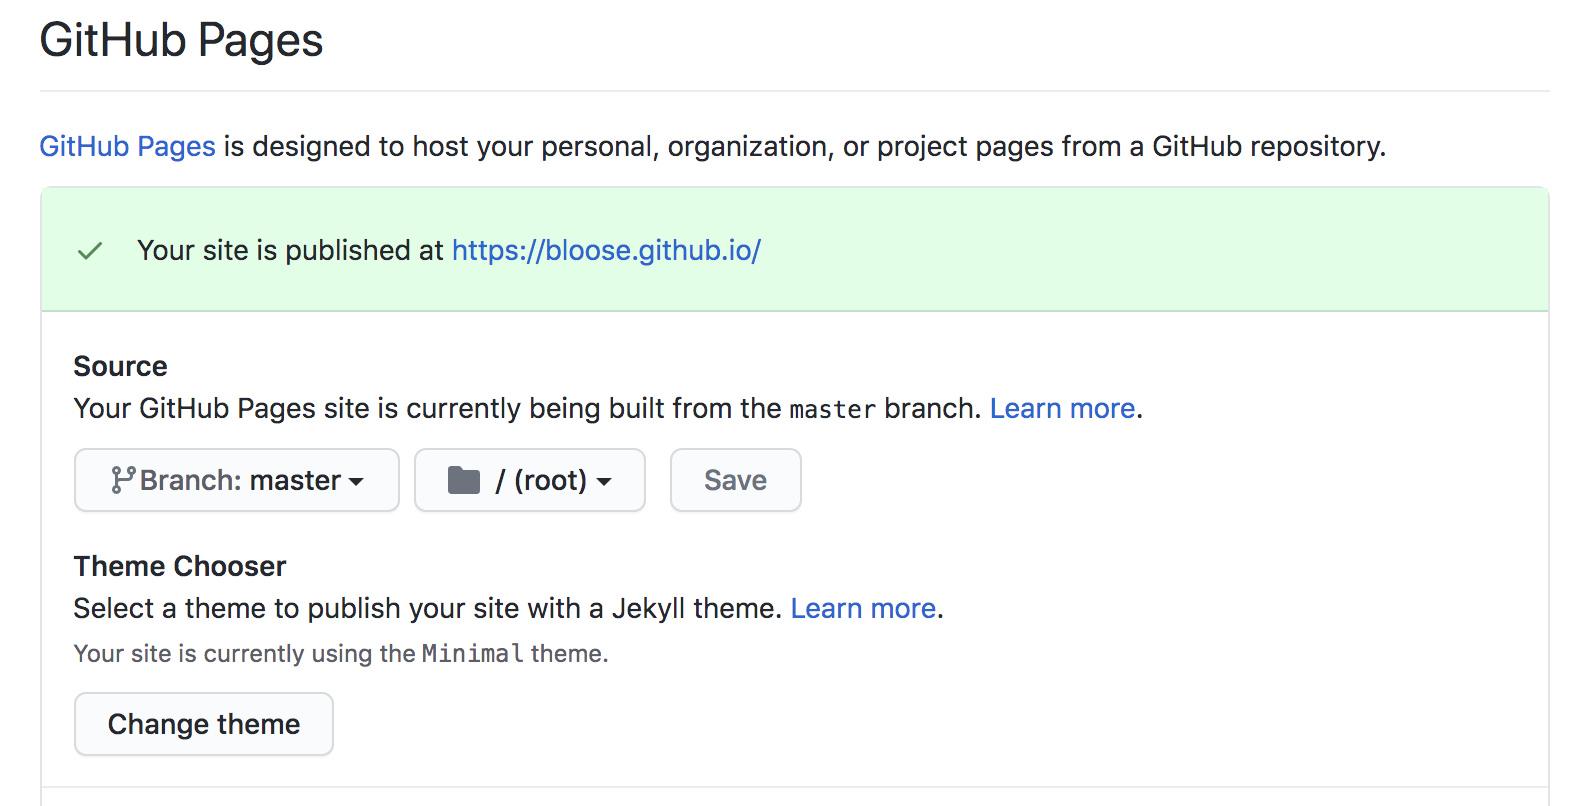 GitHub Pages
GitHub Pages is designed to host your personal, organization, or project pages from a GitHub repository.
Your site is published at https://bloose.github.io/
Source
Your GitHub Pages site is currently being built from the master branch. Learn more.
Branch: master / (root) Save
Theme Chooser
Select a theme to publish your site with a Jekyll theme. Learn more.
Your site is currently using the Minimal theme.
Change theme